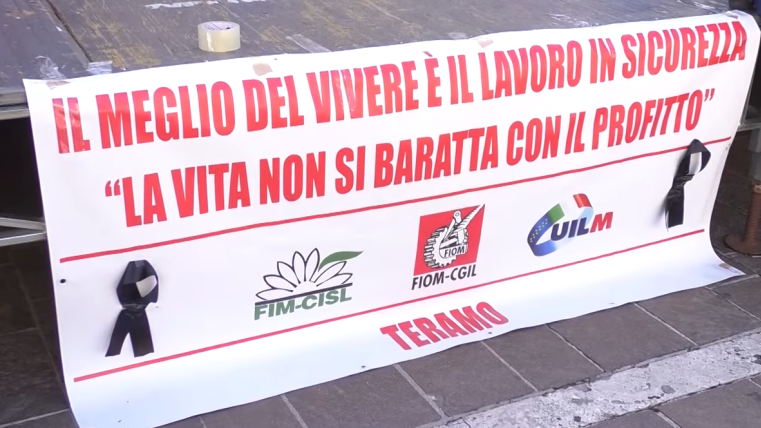 IL MEGLIO DEL VIVERE È IL LAVORO IN SICUREZZA
“LA VITA NON SI BARATTA CON IL PROFITTO”
FIM-CISL
FIOM
FIOM-CGIL
UILM
TERAMO